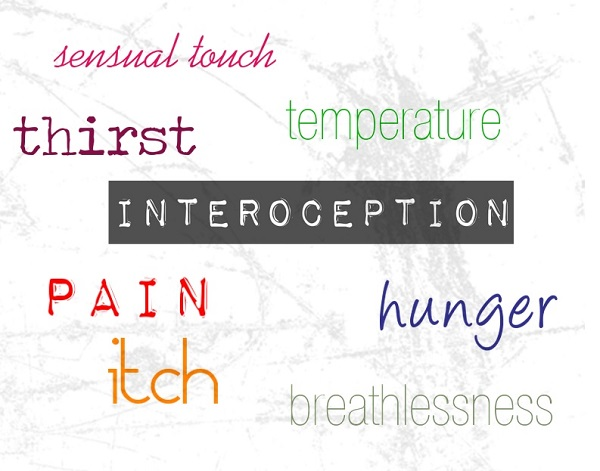 sensual touch
temperature
thirst
INTEROCEPTION
PAIN
hunger
itch
breathlessness